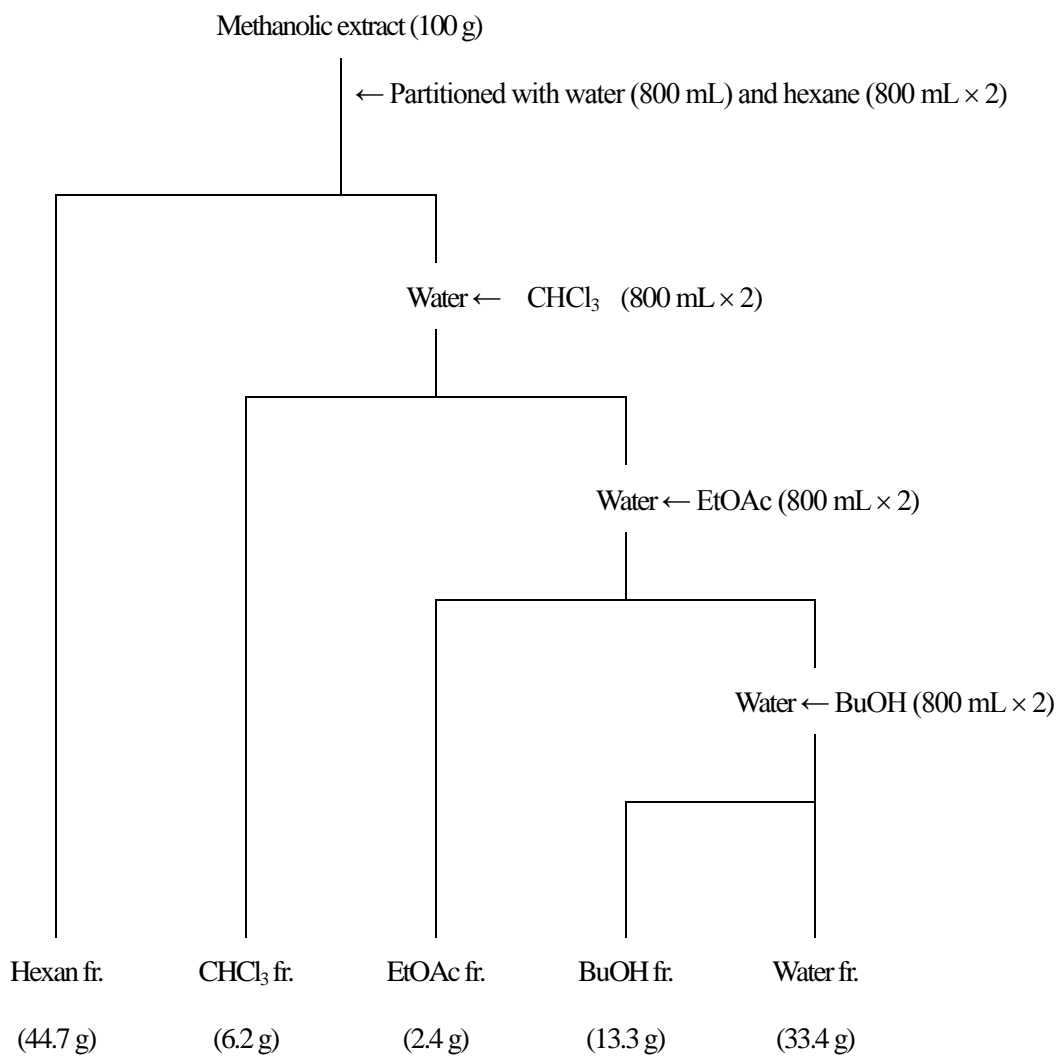 Methanolic extract (100 g)
← Partitioned with water (800 mL) and hexane (800 mL × 2)
Water ← CHCl₃ (800 mL × 2)
Water ← EtOAc (800 mL × 2)
Water ← BuOH (800 mL × 2)
Hexan fr. CHCl₃ fr. EtOAc fr. BuOH fr. Water fr.
(44.7 g) (6.2 g) (2.4 g) (13.3 g) (33.4 g)